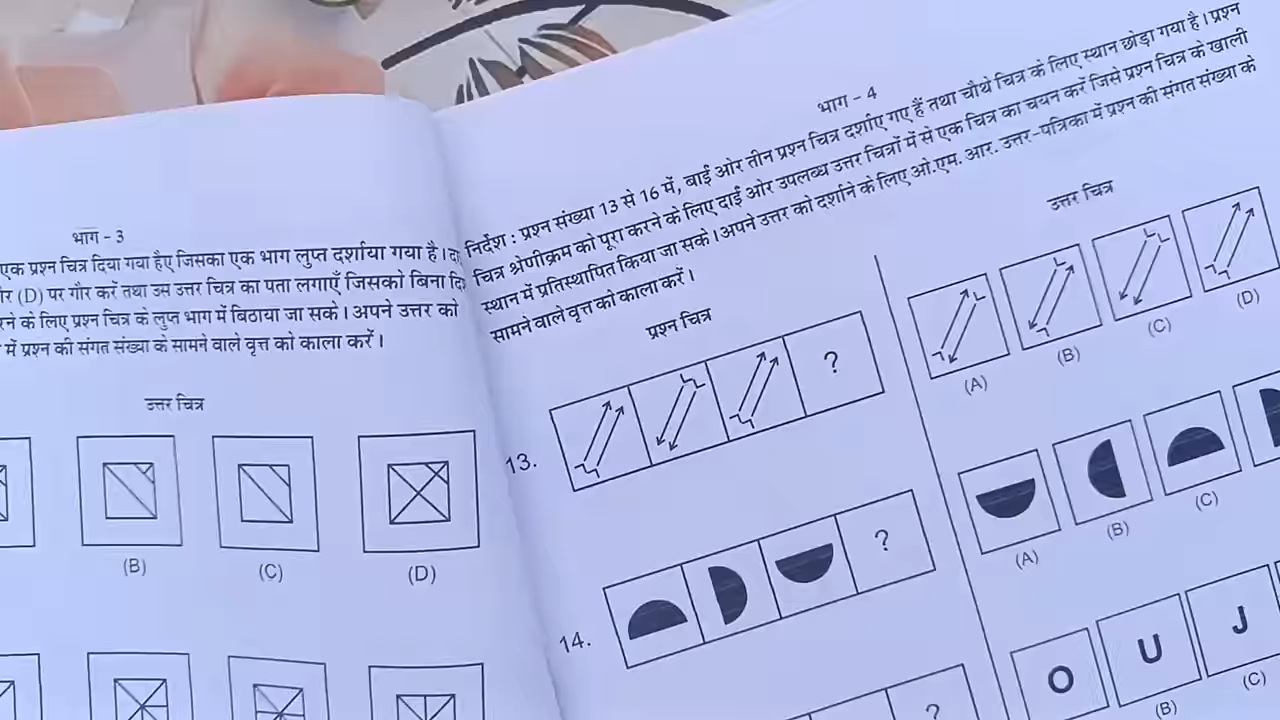 भाग - 3
एक प्रश्न चित्र दिया गया हैए जिसका एक भाग लुप्त दर्शाया गया है।
(D) पर गौर करें तथा उस उत्तर चित्र का पता लगाएँ जिसको बिना
के लिए प्रश्न चित्र के लुप्त भाग में बिठाया जा सके। अपने उत्तर को
में प्रश्न की संगत संख्या के सामने वाले वृत्त को काला करें।
उत्तर चित्र
(B)
(C)
(D)
भाग - 4
निर्देश : प्रश्न संख्या 13 से 16 में, बाईं ओर तीन प्रश्न चित्र दर्शाए गए हैं तथा चौथे चित्र के लिए स्थान छोड़ा गया है। प्रश्न
चित्र श्रेणीक्रम को पूरा करने के लिए दाईं ओर उपलब्ध उत्तर चित्रों में से एक चित्र का चयन करें जिसे प्रश्न चित्र के खाली
स्थान में प्रतिस्थापित किया जा सके। अपने उत्तर को दर्शाने के लिए ओ.एम. आर. उत्तर-पत्रिका में प्रश्न की संगत संख्या के
सामने वाले वृत्त को काला करें।
प्रश्न चित्र
उत्तर चित्र
13.
?
(A)
(B)
(C)
(D)
14.
?
(A)
(B)
(C)
?
O
U
J
(B)
(C)